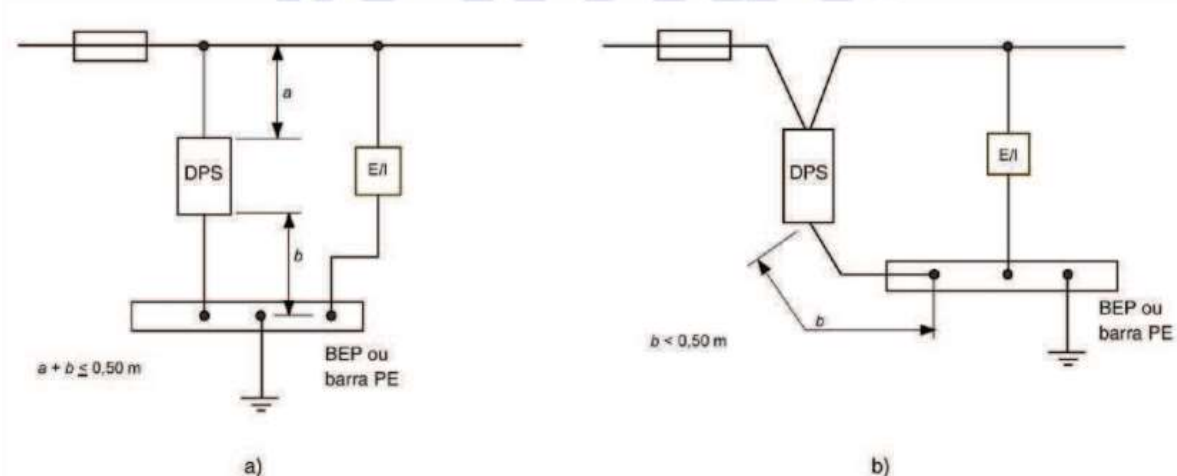 a
DPS
E/I
b
a + b ≤ 0,50 m
BEP ou
barra PE
a)
DPS
E/I
b
b < 0,50 m
BEP ou
barra PE
b)